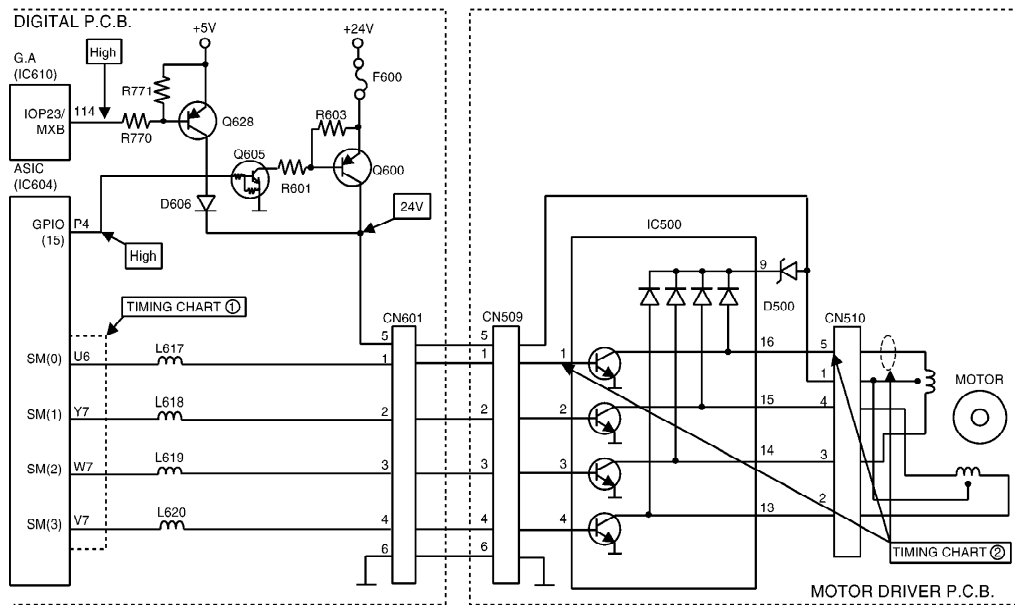 DIGITAL P.C.B.
+5V
+24V
High
G.A
(IC610)
F600
R771
IOP23/
MXB
114
R770
Q628
R603
Q605
Q600
R601
ASIC
(IC604)
D606
24V
GPIO
(15)
P4
High
IC500
9
D500
TIMING CHART ①
CN601
CN509
CN510
5
5
16
5
SM(0)
U6
L617
1
1
1
1
MOTOR
SM(1)
Y7
L618
2
2
2
15
4
SM(2)
W7
L619
3
3
3
14
3
SM(3)
V7
L620
4
4
4
13
2
6
6
TIMING CHART ②
MOTOR DRIVER P.C.B.